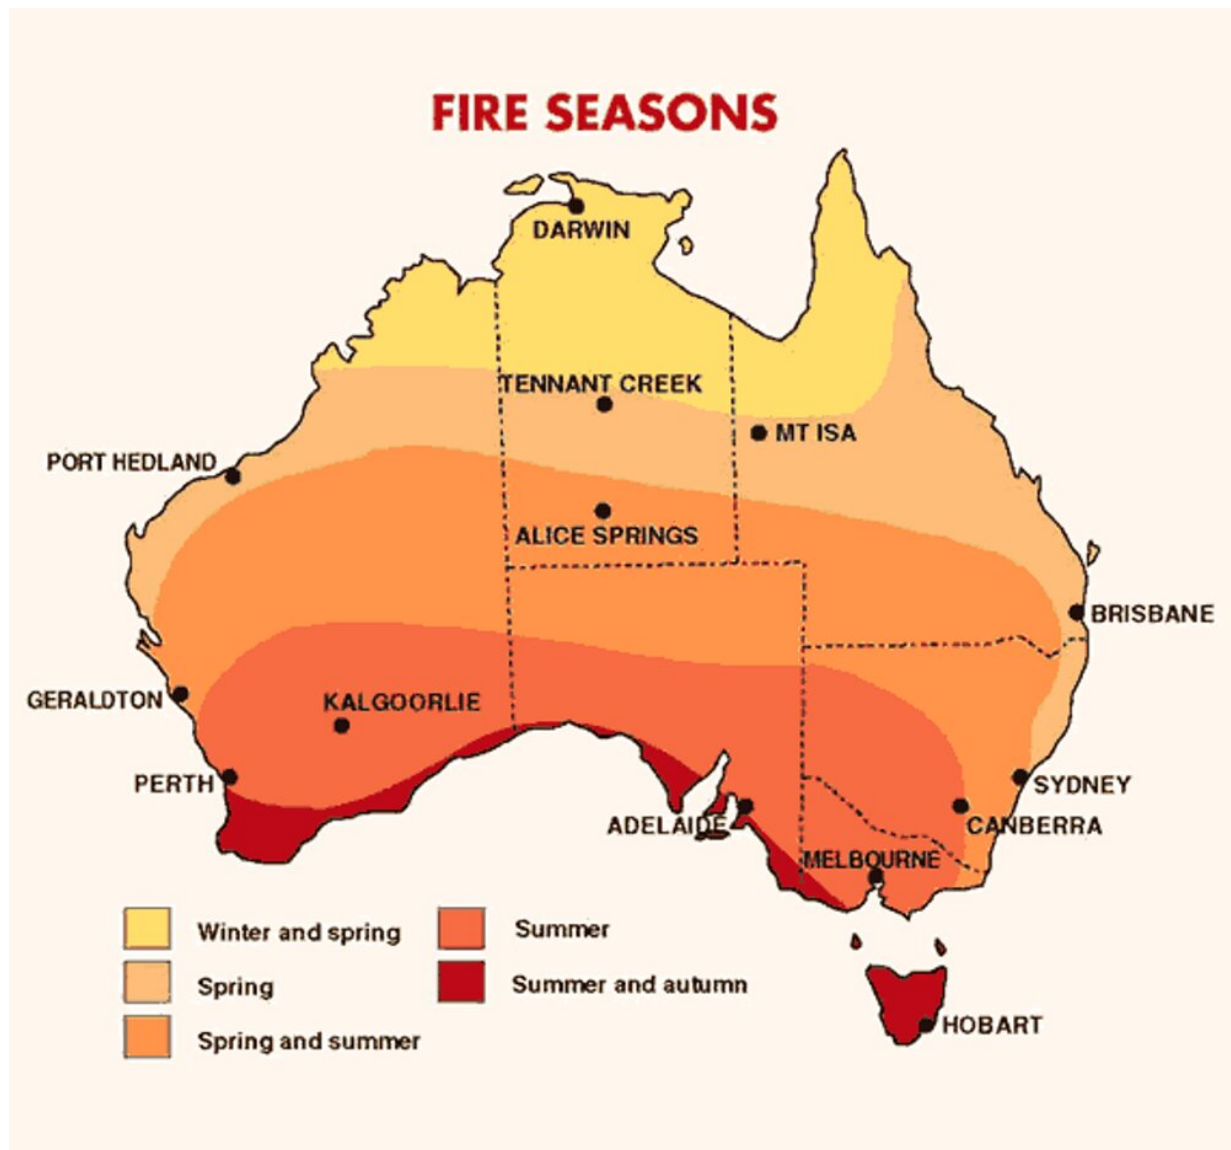 FIRE SEASONS
DARWIN
TENNANT CREEK
MT ISA
PORT HEDLAND
ALICE SPRINGS
BRISBANE
GERALDTON
KALGOORLIE
PERTH
SYDNEY
ADELAIDE
CANBERRA
MELBOURNE
Winter and spring
Summer
Spring
Summer and autumn
Spring and summer
HOBART